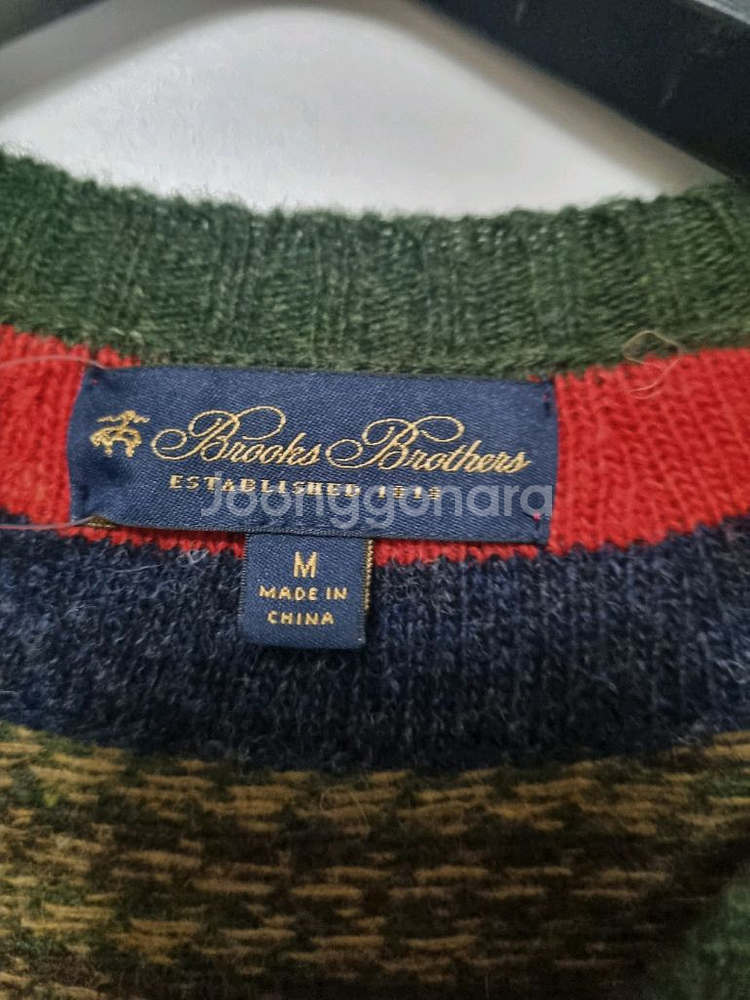 Brooks Brothers
ESTABLISHED 1818
Joonggonara
M
MADE IN
CHINA